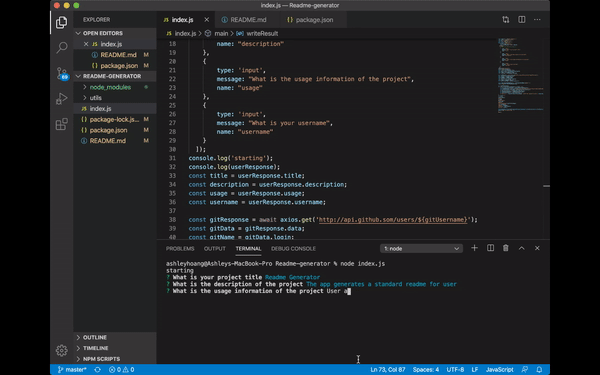 index.js — Readme-generator
EXPLORER
OPEN EDITORS
JS index.js
README.md M
{} package.json M
README-GENERATOR
node_modules
utils
JS index.js
{} package-lock.js... M
{} package.json M
README.md M
OUTLINE
TIMELINE
NPM SCRIPTS
JS index.js
README.md
{} package.json
JS index.js > main > writeResult
18 name: "description"
19 },
20 {
21 type: 'input',
22 message: "What is the usage information of the project",
23 name: "usage"
24 },
25 {
26 type: 'input',
27 message: "What is your username",
28 name: "username"
29 }
30 ]);
31 console.log('starting');
32 console.log(userResponse);
33 const title = userResponse.title;
34 const description = userResponse.description;
35 const usage = userResponse.usage;
36 const username = userResponse.username;
37
38 const gitResponse = await axios.get(`http://api.github.com/users/${gitUsername}`);
39 const gitData = gitResponse.data;
40 const gitName = gitData.login;
PROBLEMS OUTPUT TERMINAL DEBUG CONSOLE 1: node
ashleyhoang@Ashleys-MacBook-Pro Readme-generator % node index.js
starting
? What is your project title Readme Generator
? What is the description of the project The app generates a standard readme for user
? What is the usage information of the project User a
master* 0 0 Ln 73, Col 87 Spaces: 4 UTF-8 LF JavaScript